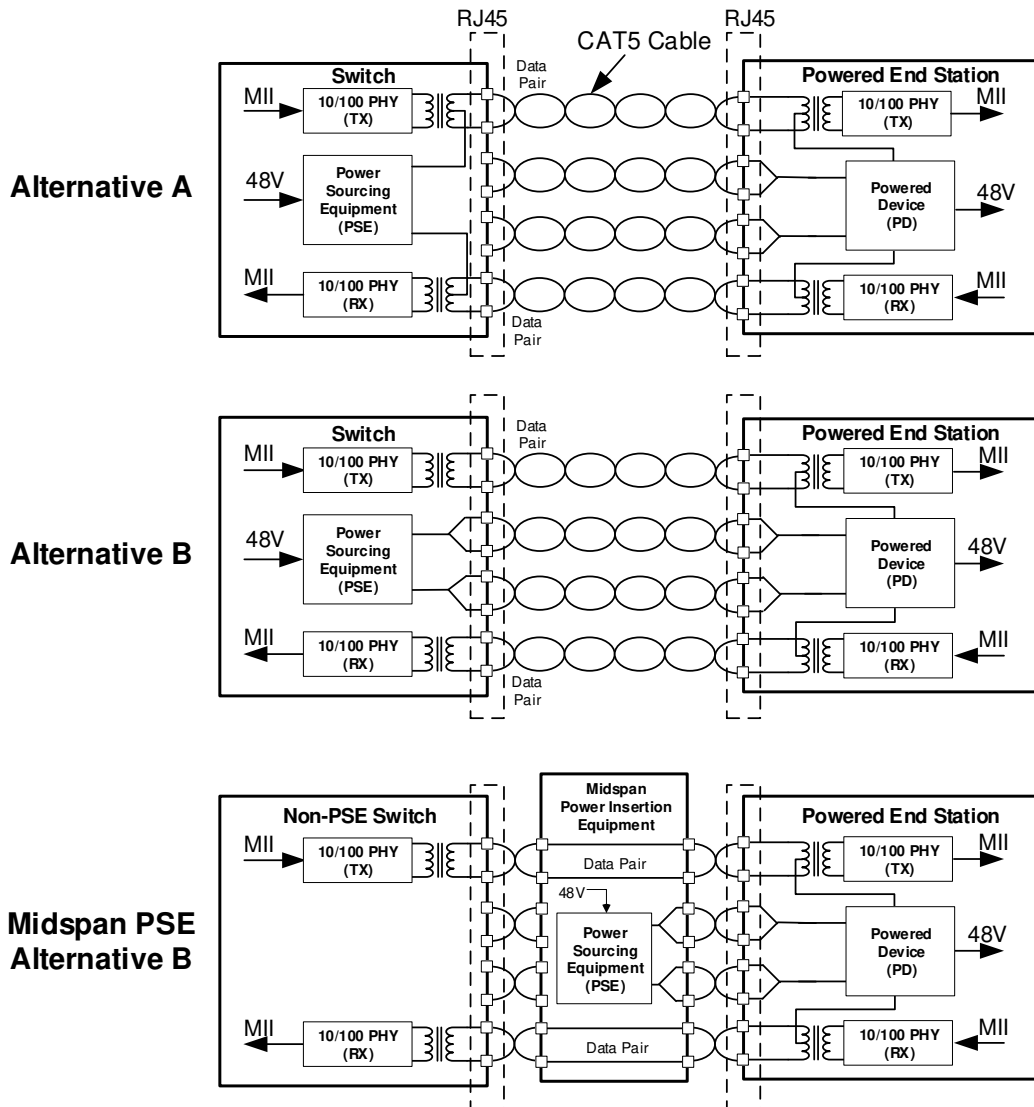 RJ45
RJ45
CAT5 Cable
Alternative A
Switch
Data
Pair
Powered End Station
MII
10/100 PHY
(TX)
10/100 PHY
(TX)
MII
48V
Power
Sourcing
Equipment
(PSE)
Powered
Device
(PD)
48V
MII
10/100 PHY
(RX)
10/100 PHY
(RX)
MII
Data
Pair
Alternative B
Switch
Data
Pair
Powered End Station
MII
10/100 PHY
(TX)
10/100 PHY
(TX)
MII
48V
Power
Sourcing
Equipment
(PSE)
Powered
Device
(PD)
48V
MII
10/100 PHY
(RX)
10/100 PHY
(RX)
MII
Data
Pair
Midspan PSE
Alternative B
Non-PSE Switch
Midspan
Power Insertion
Equipment
Powered End Station
MII
10/100 PHY
(TX)
Data Pair
10/100 PHY
(TX)
MII
48V
Power
Sourcing
Equipment
(PSE)
Powered
Device
(PD)
48V
MII
10/100 PHY
(RX)
Data Pair
10/100 PHY
(RX)
MII